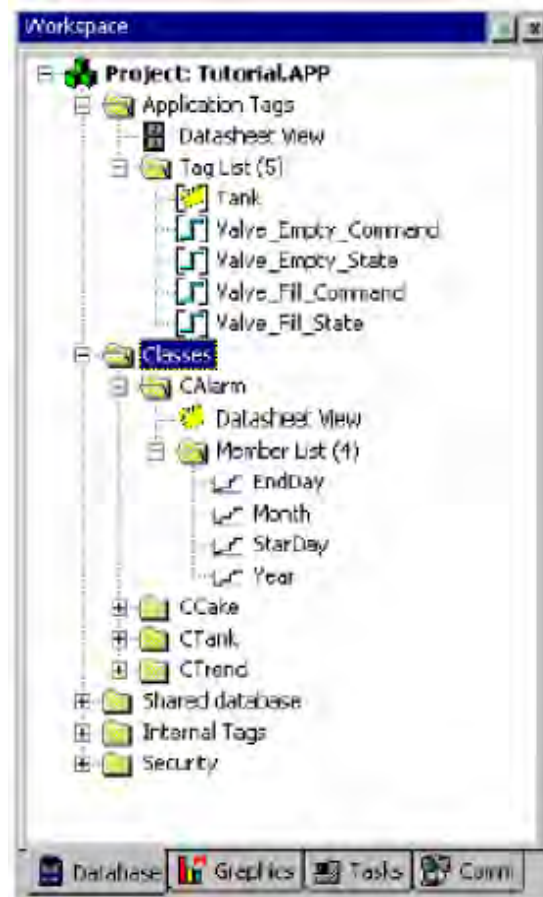 Workspace
Project: Tutorial.APP
Application Tags
Datasheet View
Tag List (5)
Tank
Valve_Empty_Command
Valve_Empty_State
Valve_Fill_Command
Valve_Fill_State
Classes
CAlarm
Datasheet View
Member List (4)
EndDay
Month
StarDay
Year
CCake
CTank
CTrend
Shared database
Internal Tags
Security
Database Graphics Tasks Comm